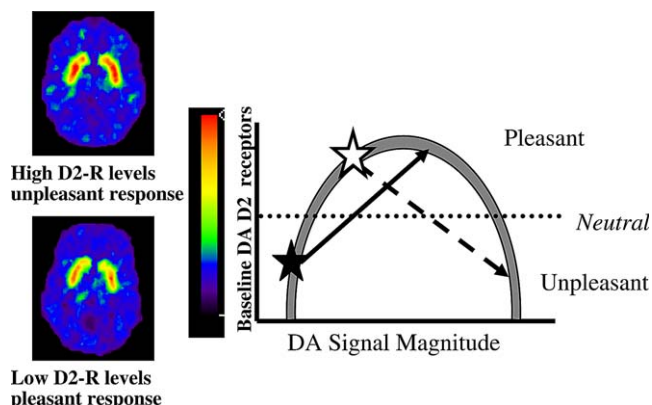 High D2-R levels
unpleasant response
Low D2-R levels
pleasant response
Baseline DA D2
receptors
Pleasant
Neutral
Unpleasant
DA Signal Magnitude